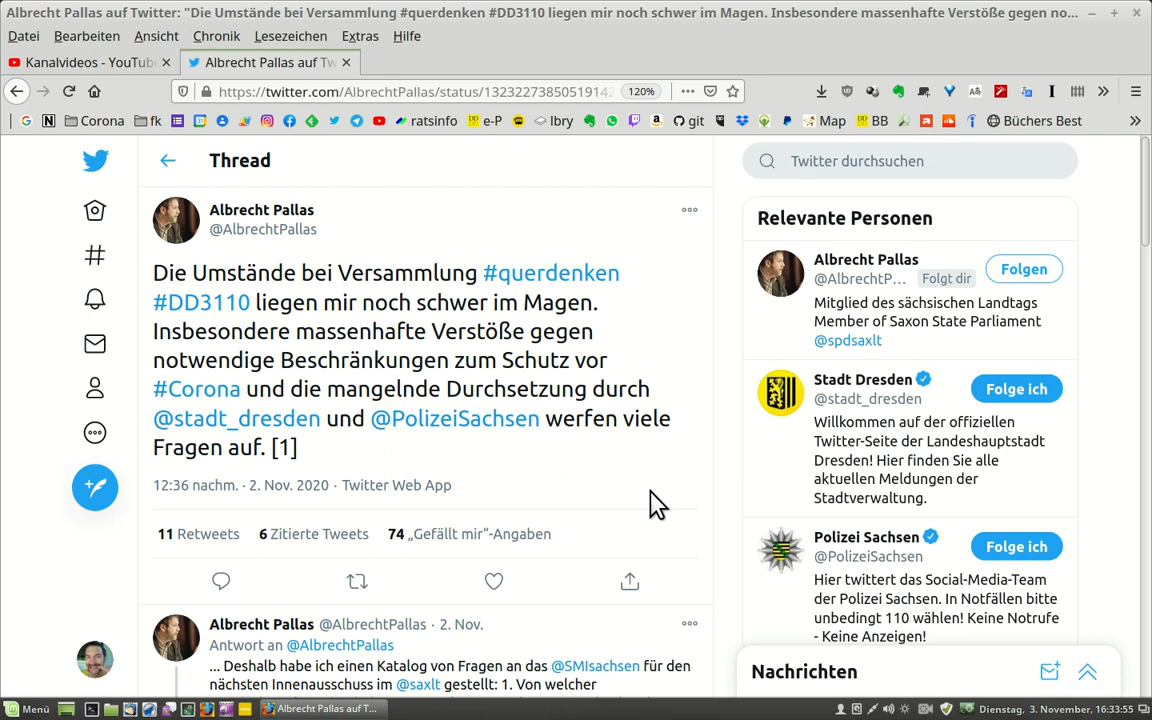 Albrecht Pallas auf Twitter: "Die Umstände bei Versammlung #querdenken #DD3110 liegen mir noch schwer im Magen. Insbesondere massenhafte Verstöße gegen no...
Datei Bearbeiten Ansicht Chronik Lesezeichen Extras Hilfe
Kanalvideos - YouTube
Albrecht Pallas auf Tw
https://twitter.com/AlbrechtPallas/status/13232273850519142
120%
Corona fk ratsinfo e-P lbry git Map BB Büchers Best
Thread
Albrecht Pallas
@AlbrechtPallas
Die Umstände bei Versammlung #querdenken
#DD3110 liegen mir noch schwer im Magen.
Insbesondere massenhafte Verstöße gegen
notwendige Beschränkungen zum Schutz vor
#Corona und die mangelnde Durchsetzung durch
@stadt_dresden und @PolizeiSachsen werfen viele
Fragen auf. [1]
12:36 nachm. · 2. Nov. 2020 · Twitter Web App
11 Retweets 6 Zitierte Tweets 74 „Gefällt mir“-Angaben
Albrecht Pallas @AlbrechtPallas · 2. Nov.
Antwort an @AlbrechtPallas
... Deshalb habe ich einen Katalog von Fragen an das @SMIsachsen für den
nächsten Innenausschuss im @saxlt gestellt: 1. Von welcher
Twitter durchsuchen
Relevante Personen
Albrecht Pallas
@AlbrechtP... Folgt dir
Folgen
Mitglied des sächsischen Landtags
Member of Saxon State Parliament
@spdsaxlt
Stadt Dresden
@stadt_dresden
Folge ich
Willkommen auf der offiziellen
Twitter-Seite der Landeshauptstadt
Dresden! Hier finden Sie alle
aktuellen Meldungen der
Stadtverwaltung.
Polizei Sachsen
@PolizeiSachsen
Folge ich
Hier twittert das Social-Media-Team
der Polizei Sachsen. In Notfällen bitte
unbedingt 110 wählen! Keine Notrufe
- Keine Anzeigen!
Nachrichten
Menü
Albrecht Pallas auf T...
Dienstag, 3. November, 16:33:55